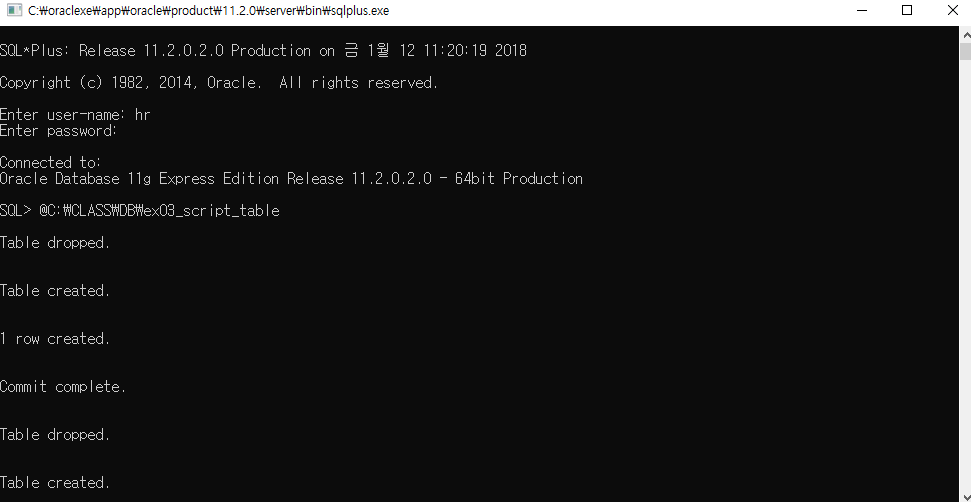 C:₩oraclexe₩app₩oracle₩product₩11.2.0₩server₩bin₩sqlplus.exe
SQL*Plus: Release 11.2.0.2.0 Production on 금 1월 12 11:20:19 2018
Copyright (c) 1982, 2014, Oracle.  All rights reserved.
Enter user-name: hr
Enter password:
Connected to:
Oracle Database 11g Express Edition Release 11.2.0.2.0 - 64bit Production
SQL> @C:₩CLASS₩DB₩ex03_script_table
Table dropped.
Table created.
1 row created.
Commit complete.
Table dropped.
Table created.